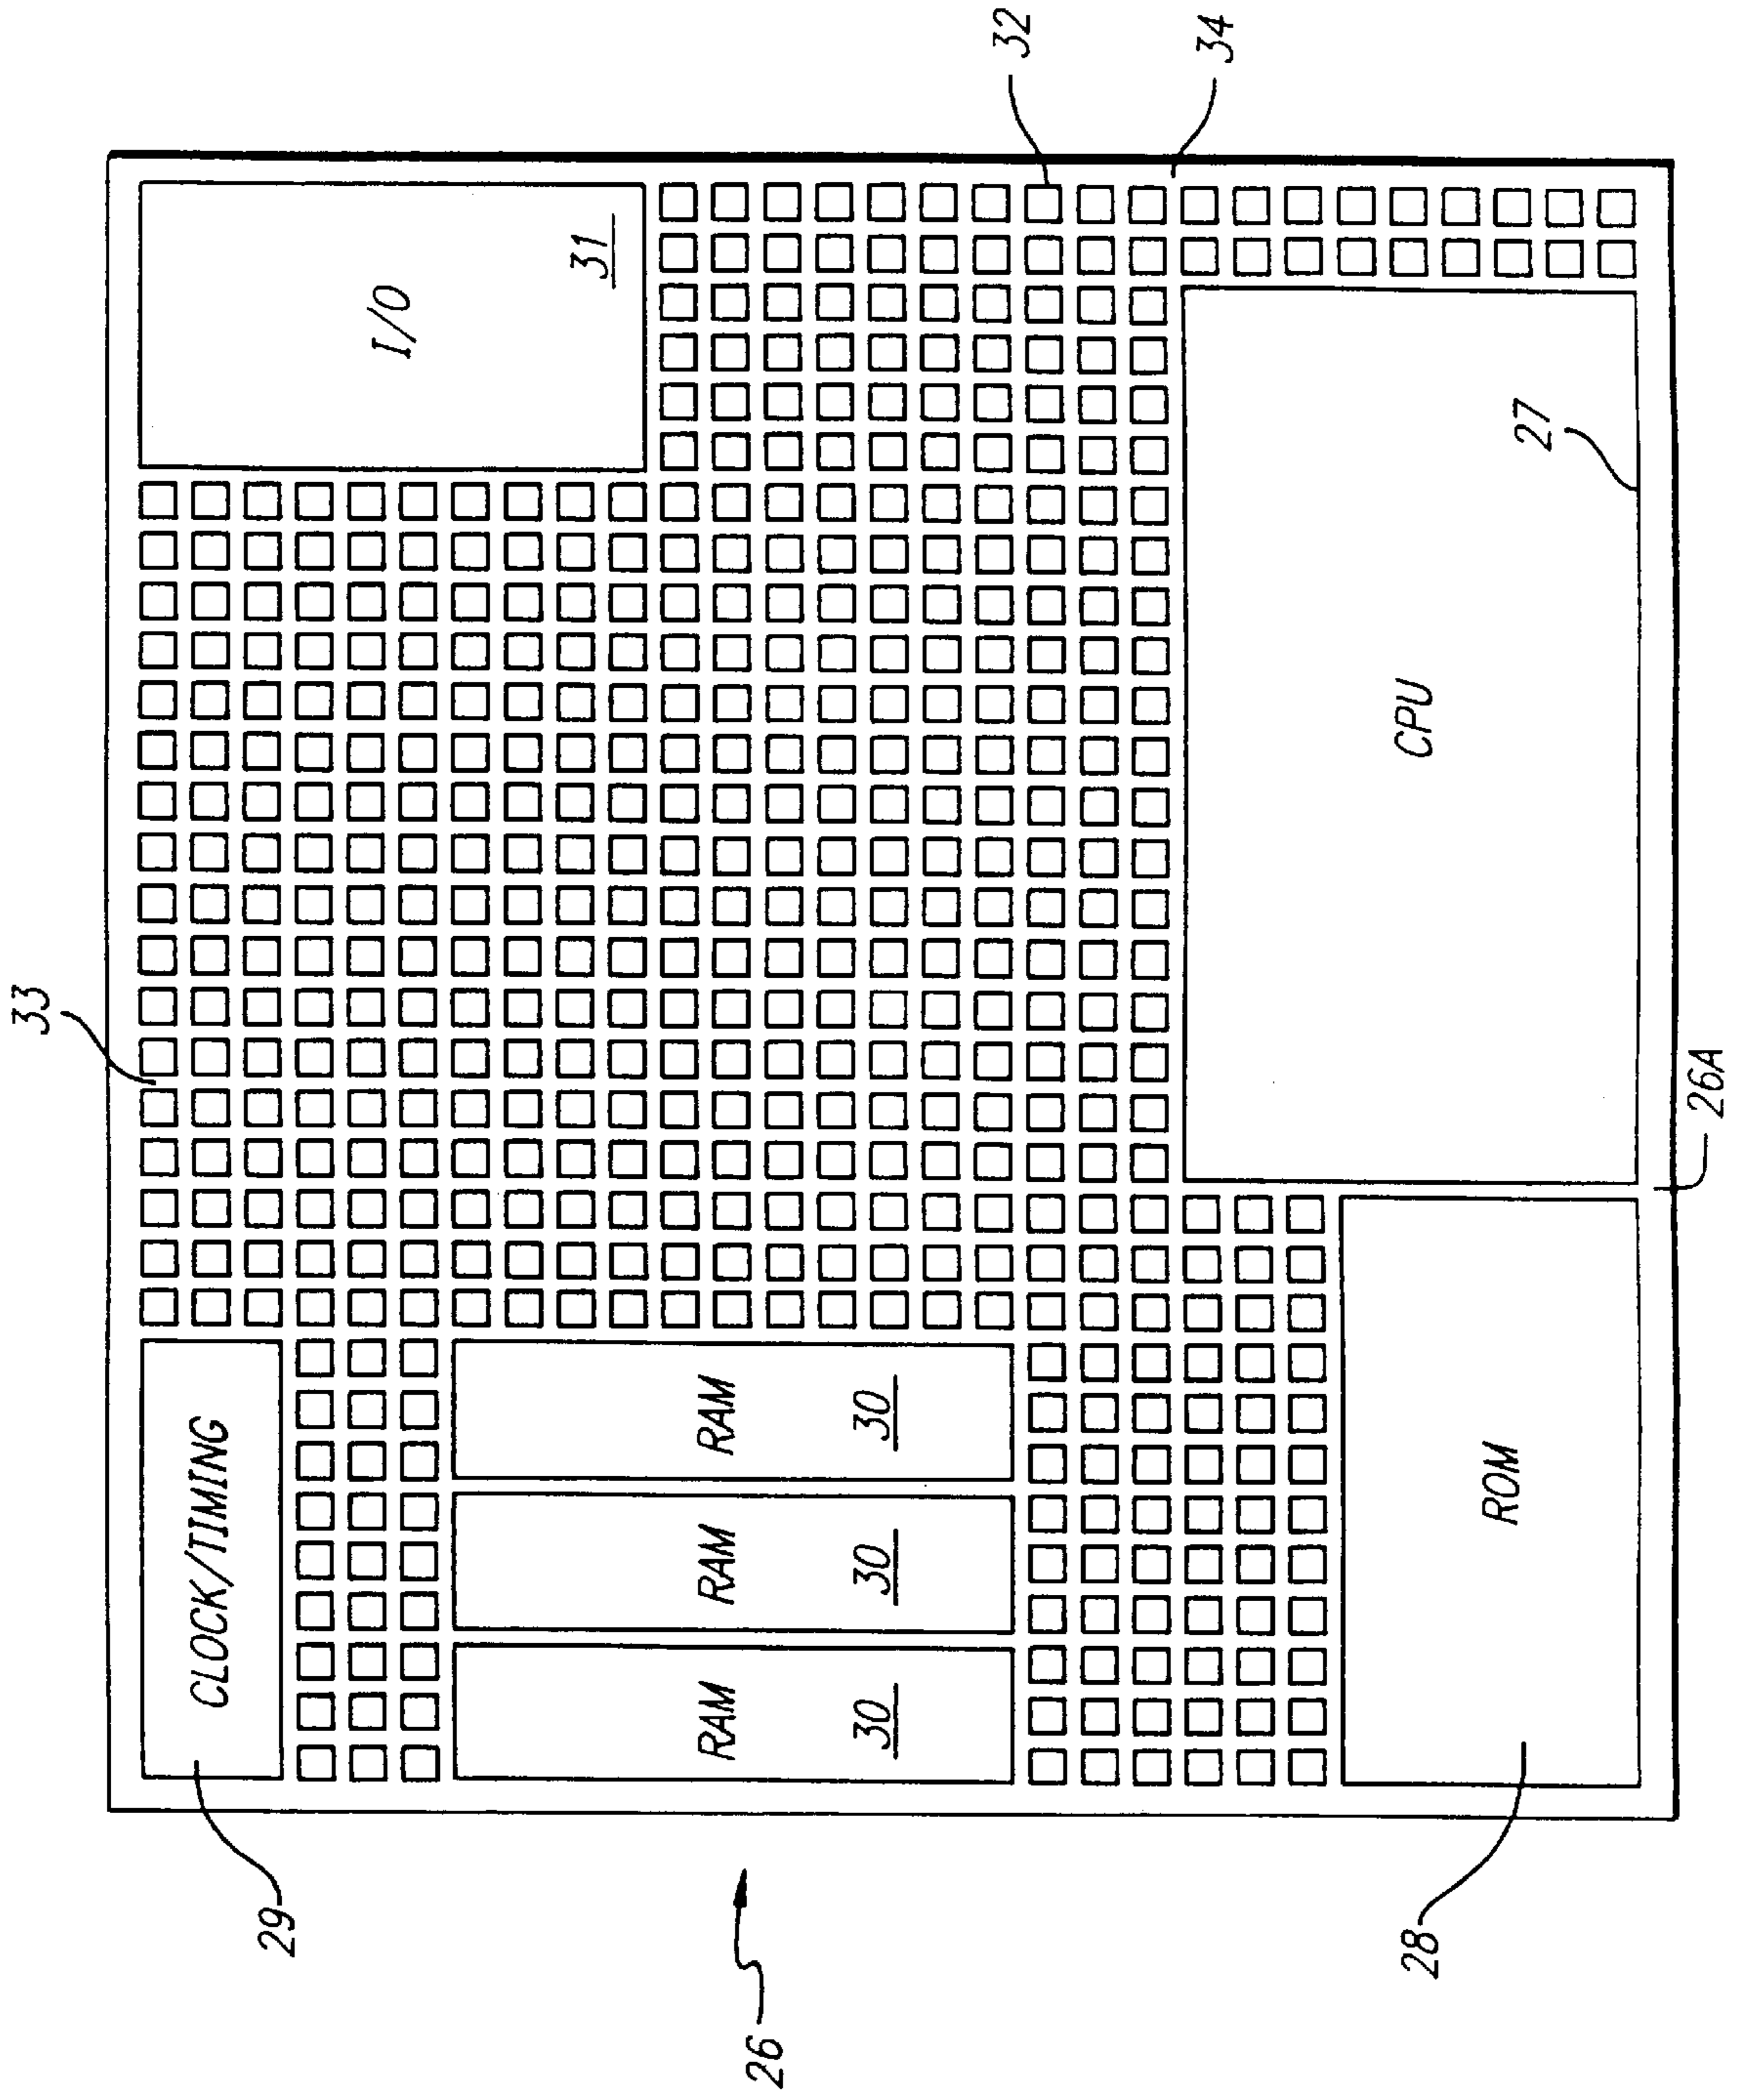 29
CLOCK/TIMING
33
I/O
31
RAM
30
RAM
30
RAM
30
32
34
26
28
ROM
26A
CPU
27